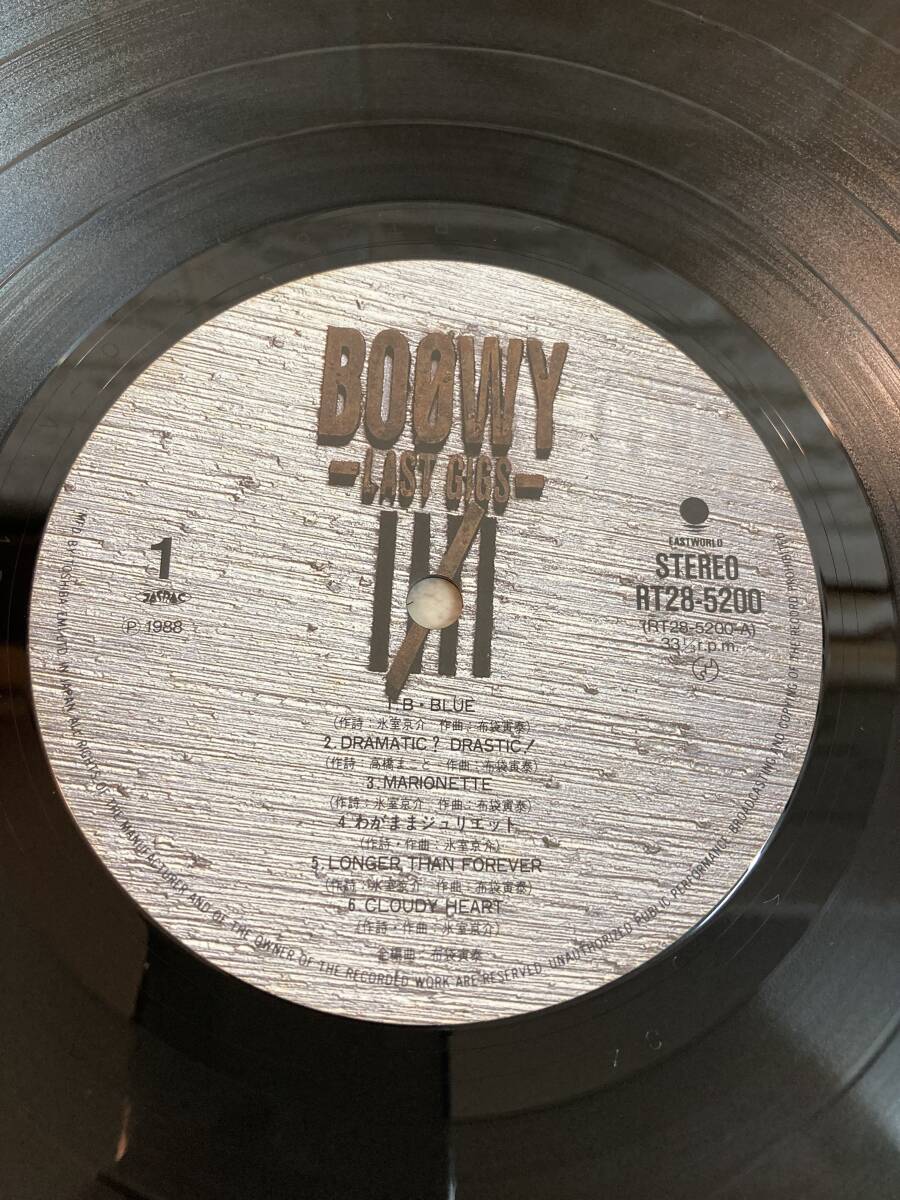 BOØWY
-LAST GIGS-
1
JASRAC
Ⓟ 1988
EASTWORLD
STEREO
RT28-5200
(RT28-5200-A)
33⅓ r.p.m.
1. B・BLUE
(作詩：氷室京介 作曲：布袋寅泰)
2. DRAMATIC? DRASTIC!
(作詩：高橋まこと 作曲：布袋寅泰)
3. MARIONETTE
(作詩：氷室京介 作曲：布袋寅泰)
4. わがままジュリエット
(作詩・作曲：氷室京介)
5. LONGER THAN FOREVER
(作詩：氷室京介 作曲：布袋寅泰)
6. CLOUDY HEART
(作詩・作曲：氷室京介)
全編曲：布袋寅泰
MFD. BY TOSHIBA EMI LTD. IN JAPAN ALL RIGHTS OF THE MANUFACTURER AND OF THE OWNER OF THE RECORDED WORK ARE RESERVED. UNAUTHORIZED PUBLIC PERFORMANCE BROADCASTING AND COPYING OF THE RECORD PROHIBITED